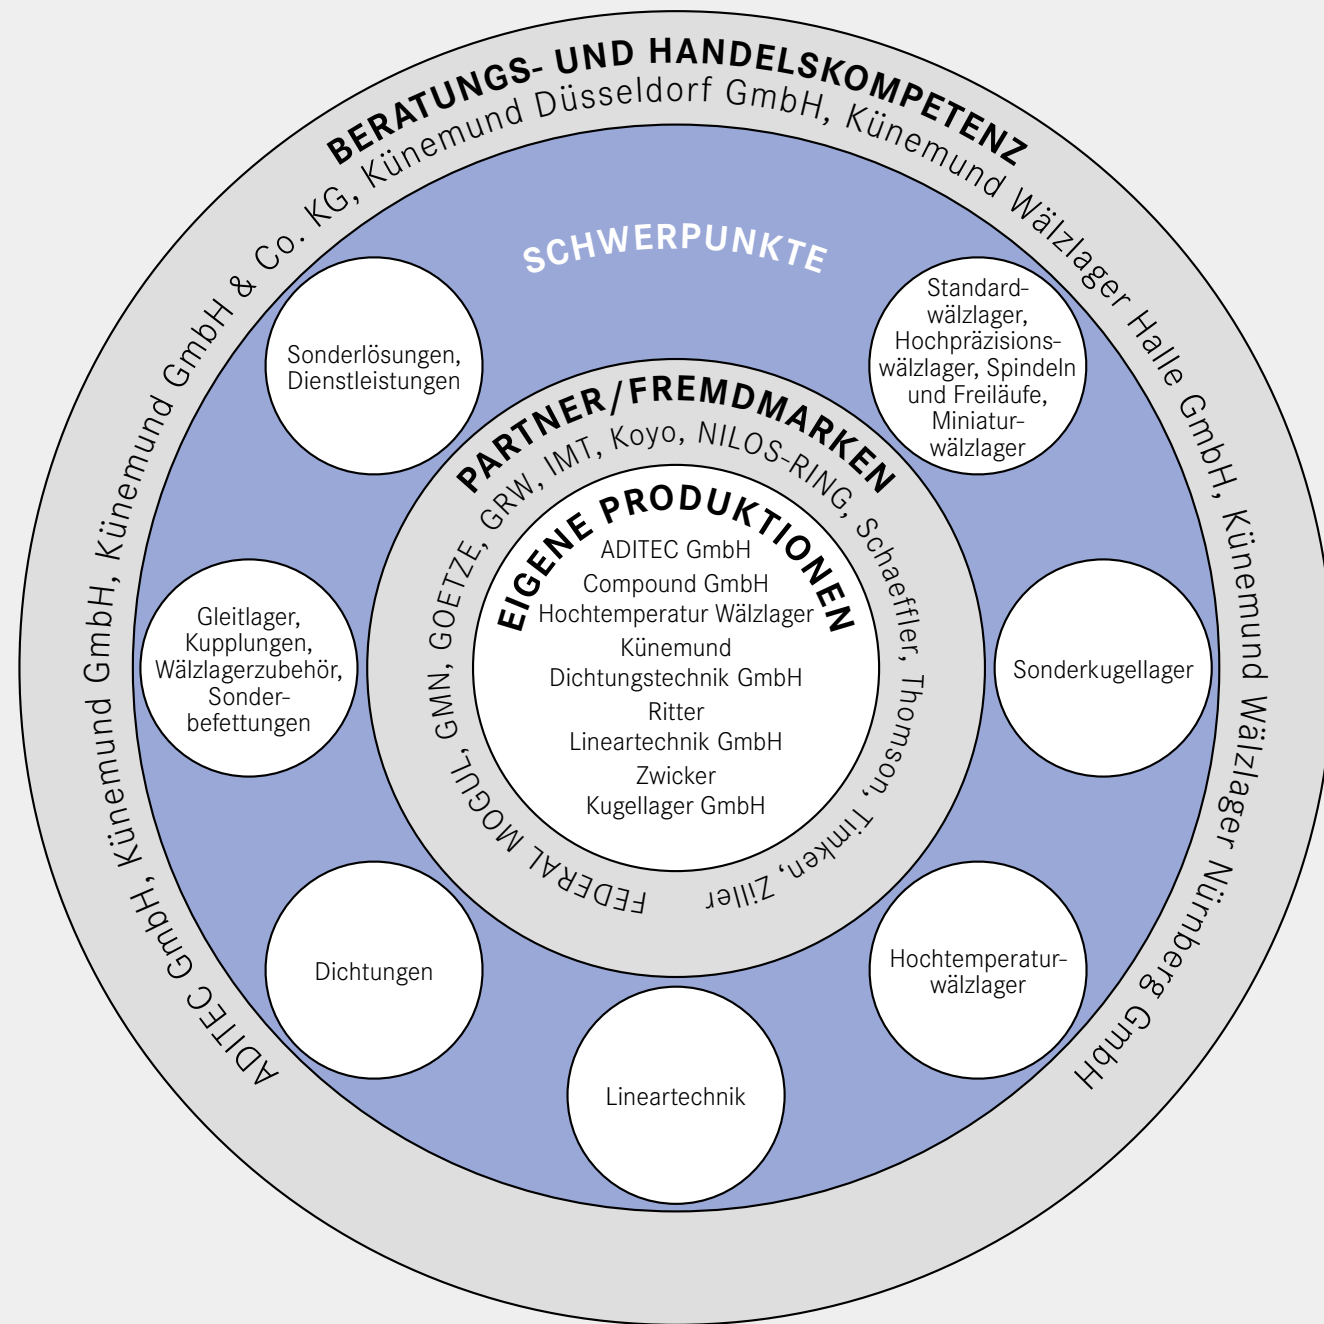 BERATUNGS- UND HANDELSKOMPETENZ
ADITEC GmbH, Künemund GmbH, Künemund GmbH & Co. KG, Künemund Düsseldorf GmbH, Künemund Wälzlager Halle GmbH, Künemund Wälzlager Nürnberg GmbH
SCHWERPUNKTE
Sonderlösungen,
Dienstleistungen
Standard-
wälzlager,
Hochpräzisions-
wälzlager, Spindeln
und Freiläufe,
Miniatur-
wälzlager
Gleitlager,
Kupplungen,
Wälzlagerzubehör,
Sonder-
befettungen
Sonderkugellager
Dichtungen
Hochtemperatur-
wälzlager
Lineartechnik
PARTNER/FREMDMARKEN
FEDERAL MOGUL, GMN, GOETZE, GRW, IMT, Koyo, NILOS-RING, Schaeffler, Thomson, Timken, Ziller
EIGENE PRODUKTIONEN
ADITEC GmbH
Compound GmbH
Hochtemperatur Wälzlager
Künemund
Dichtungstechnik GmbH
Ritter
Lineartechnik GmbH
Zwicker
Kugellager GmbH